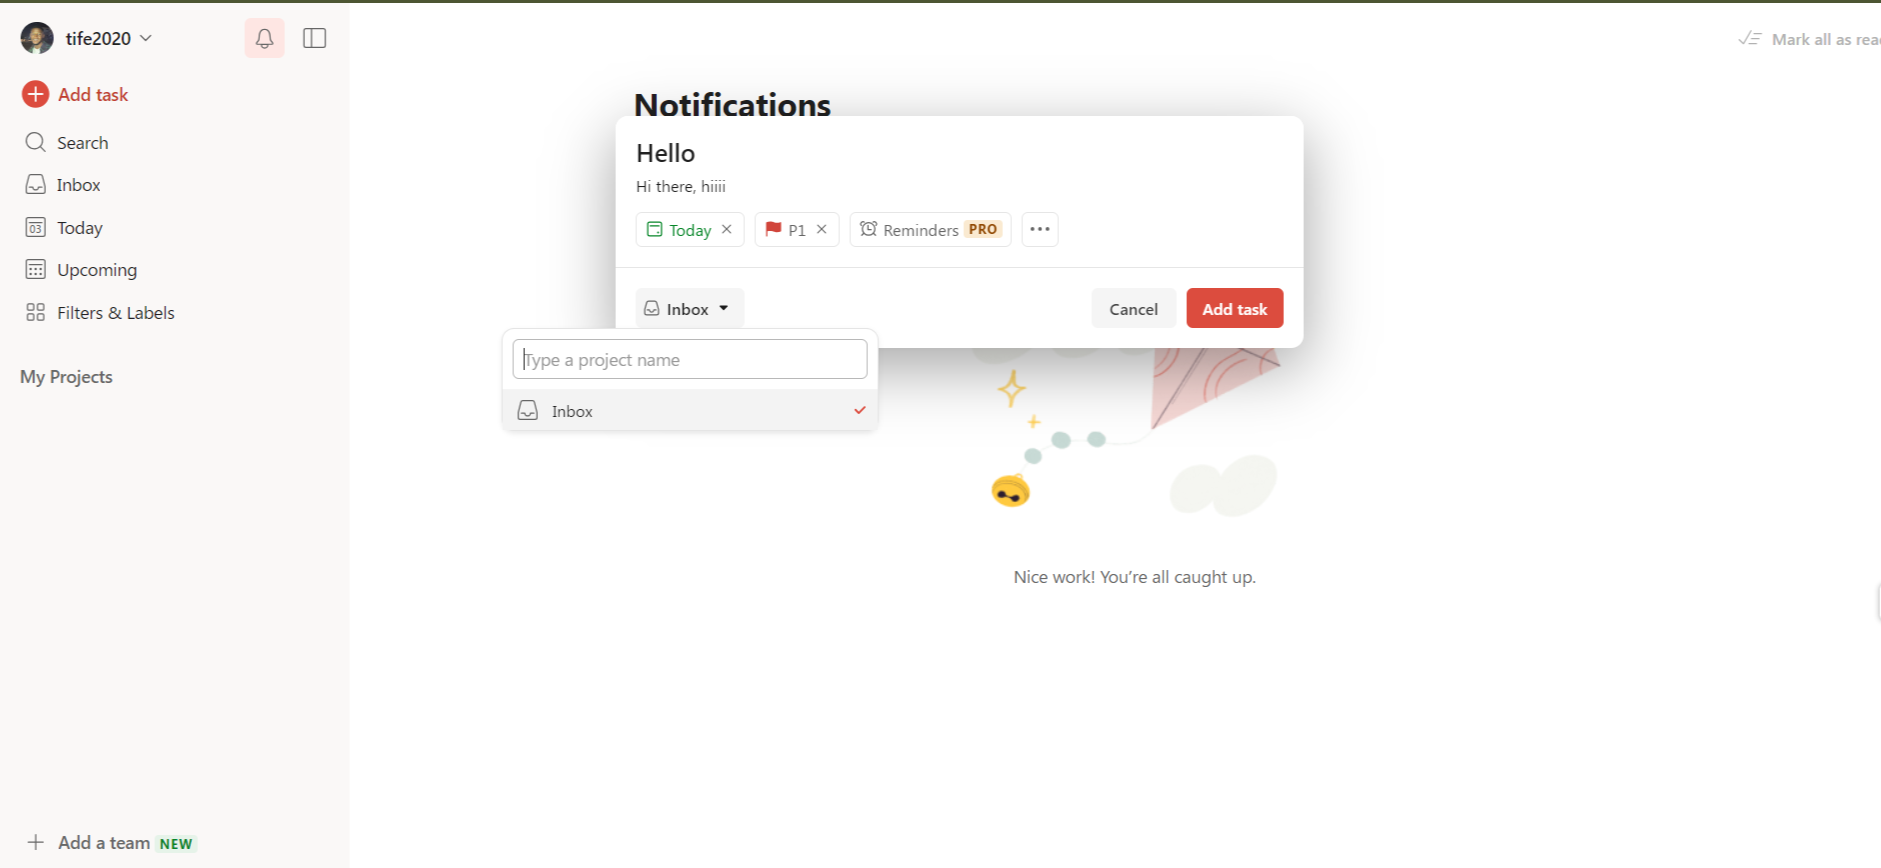 tife2020
Add task
Search
Inbox
03
Today
Upcoming
Filters & Labels
My Projects
Add a team NEW
Mark all as rea
Notifications
Hello
Hi there, hiiii
Today
P1
Reminders PRO
Inbox
Cancel
Add task
Type a project name
Inbox
Nice work! You’re all caught up.